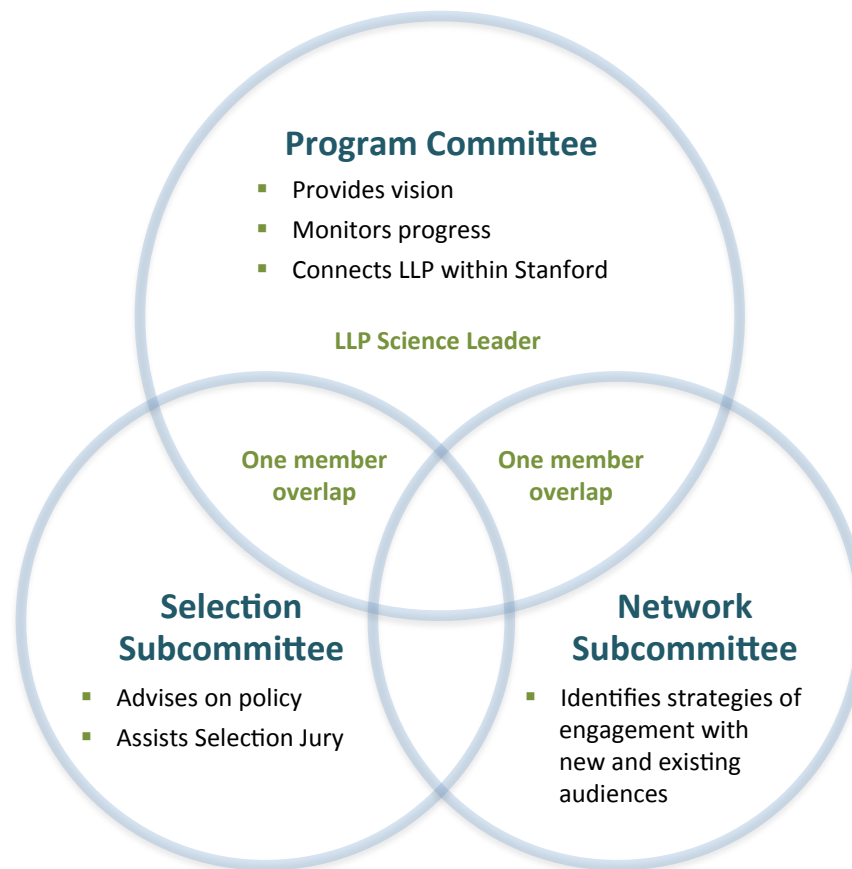 Program Committee
▪ Provides vision
▪ Monitors progress
▪ Connects LLP within Stanford
LLP Science Leader
One member
overlap
One member
overlap
Selection
Subcommittee
▪ Advises on policy
▪ Assists Selection Jury
Network
Subcommittee
▪ Identifies strategies of
engagement with
new and existing
audiences